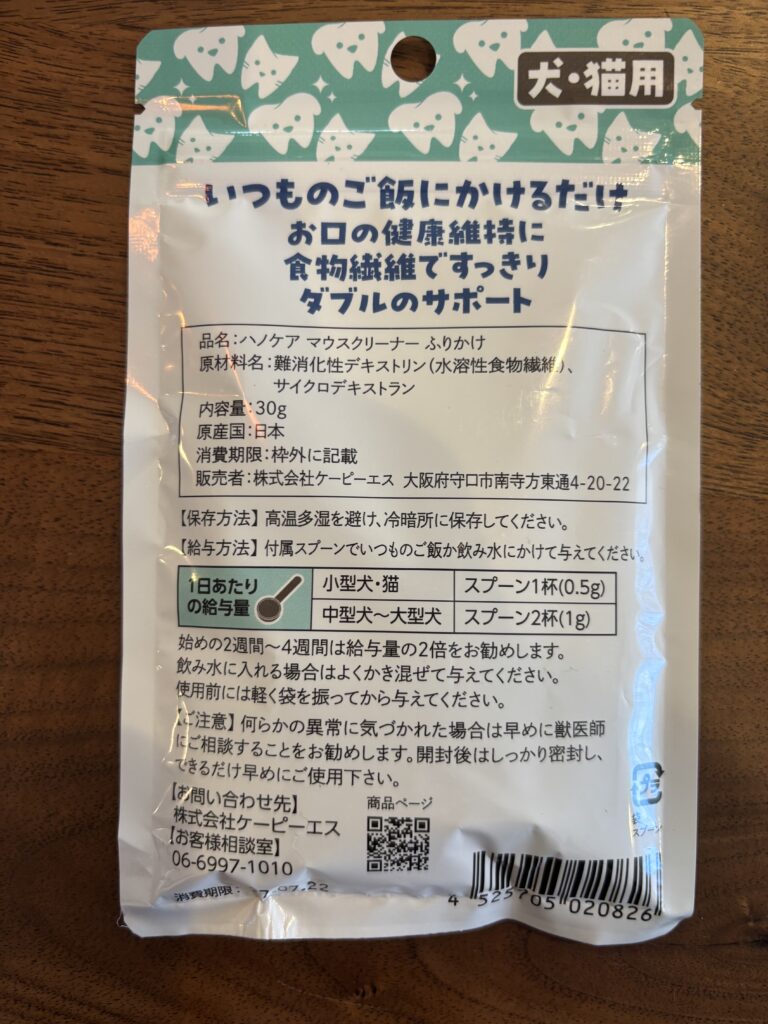 犬・猫用
いつものご飯にかけるだけ
お口の健康維持に
食物繊維ですっきり
ダブルのサポート
品名:ハノケア マウスクリーナー ふりかけ
原材料名:難消化性デキストリン(水溶性食物繊維)、
サイクロデキストラン
内容量:30g
原産国:日本
消費期限:枠外に記載
販売者:株式会社ケーピーエス 大阪府守口市南寺方東通4-20-22
【保存方法】高温多湿を避け、冷暗所に保存してください。
【給与方法】付属スプーンでいつものご飯か飲み水にかけて与えてください。
1日あたりの給与量
小型犬・猫 スプーン1杯(0.5g)
中型犬〜大型犬 スプーン2杯(1g)
始めの2週間〜4週間は給与量の2倍をお勧めします。
飲み水に入れる場合はよくかき混ぜて与えてください。
使用前には軽く袋を振ってから与えてください。
【ご注意】何らかの異常に気づかれた場合は早めに獣医師
にご相談することをお勧めします。開封後はしっかり密封し、
できるだけ早めにご使用下さい。
【お問い合わせ先】
株式会社ケーピーエス
【お客様相談室】
06-6997-1010
商品ページ
プラ
袋
スプーン
消費期限: 07.22
4 525705 020826